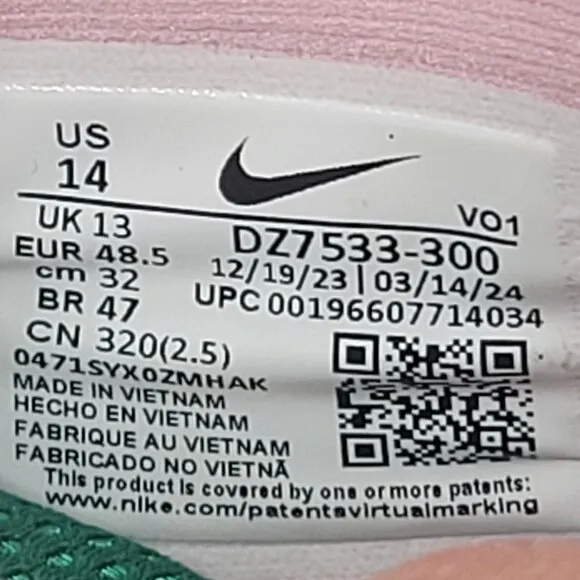 US
14
UK 13
EUR 48.5
cm 32
BR 47
CN 320(2.5)
VO1
DZ7533-300
12/19/23 | 03/14/24
UPC 00196607714034
0471SYX0ZMHAK
MADE IN VIETNAM
HECHO EN VIETNAM
FABRIQUE AU VIETNAM
FABRICADO NO VIETNÃ
This product is covered by one or more patents:
www.nike.com/patentsvirtualmarking